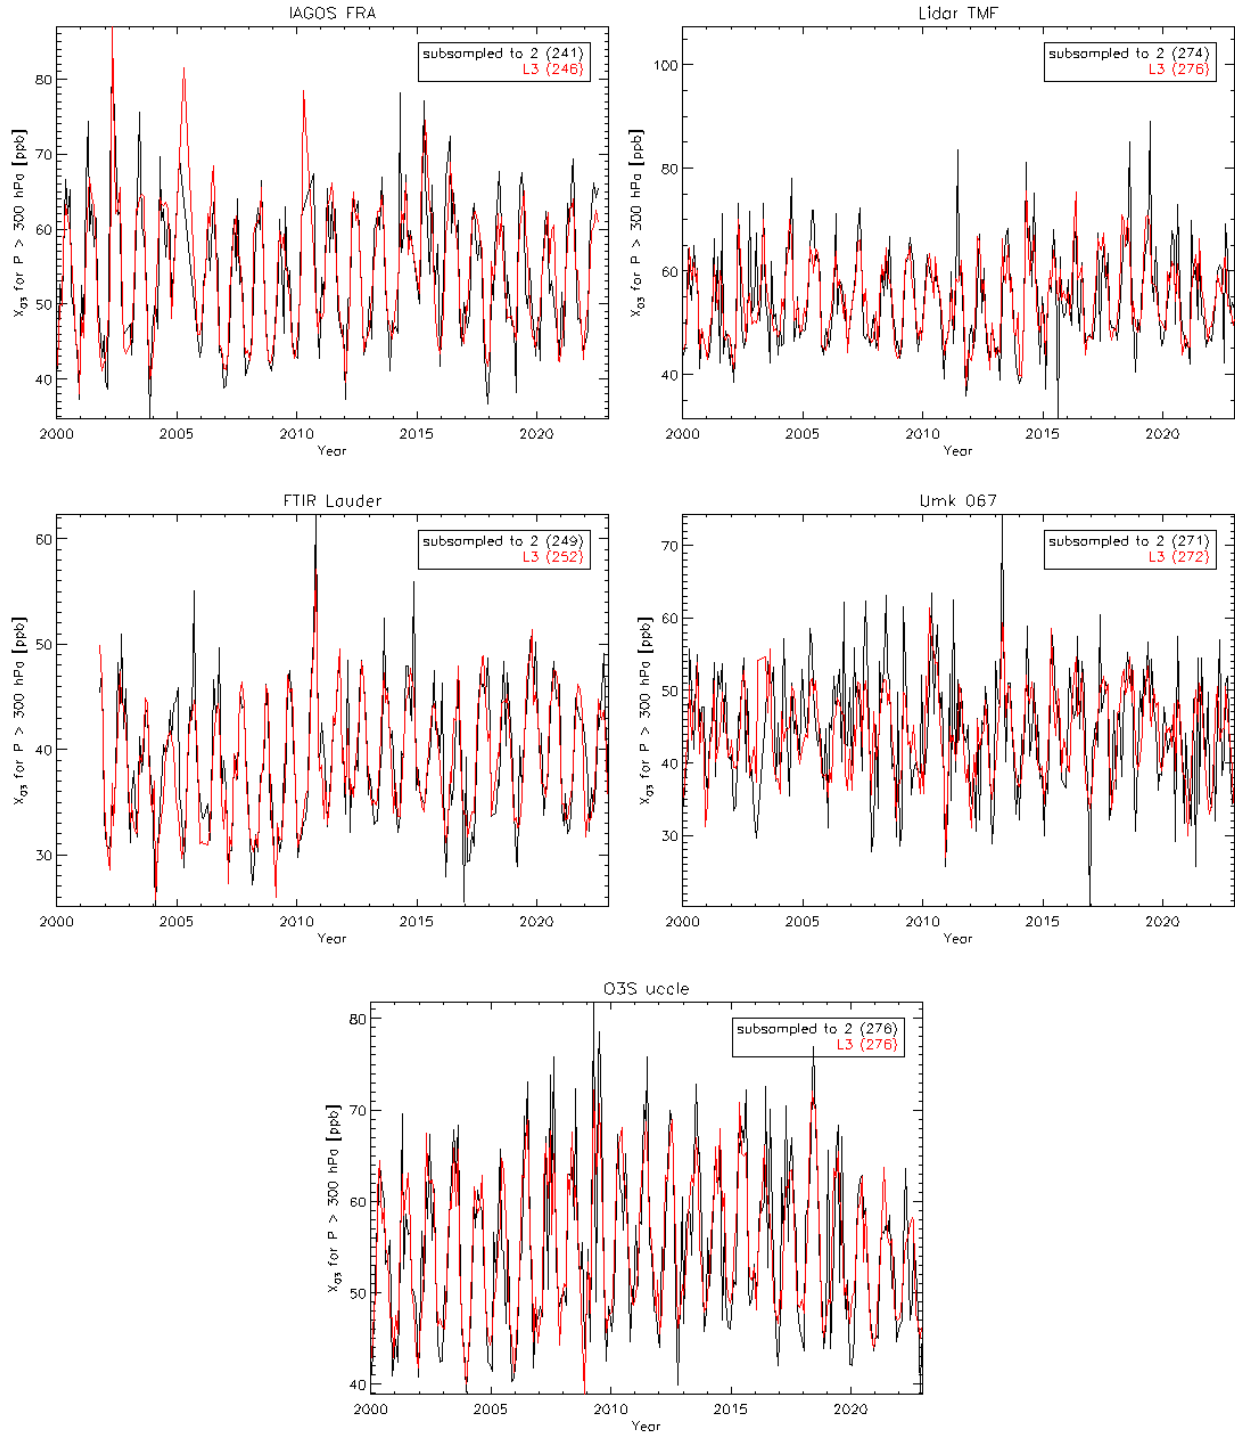 IAGOS FRA
subsampled to 2 (241)
L3 (246)
X03 for P > 300 hPa [ppb]
80
70
60
50
40
2000 2005 2010 2015 2020
Year
Lidar TMF
subsampled to 2 (274)
L3 (276)
X03 for P > 300 hPa [ppb]
100
80
60
40
2000 2005 2010 2015 2020
Year
FTIR Lauder
subsampled to 2 (249)
L3 (252)
X03 for P > 300 hPa [ppb]
60
50
40
30
2000 2005 2010 2015 2020
Year
Umk 067
subsampled to 2 (271)
L3 (272)
X03 for P > 300 hPa [ppb]
70
60
50
40
30
2000 2005 2010 2015 2020
Year
O3S uccle
subsampled to 2 (276)
L3 (276)
X03 for P > 300 hPa [ppb]
80
70
60
50
40
2000 2005 2010 2015 2020
Year